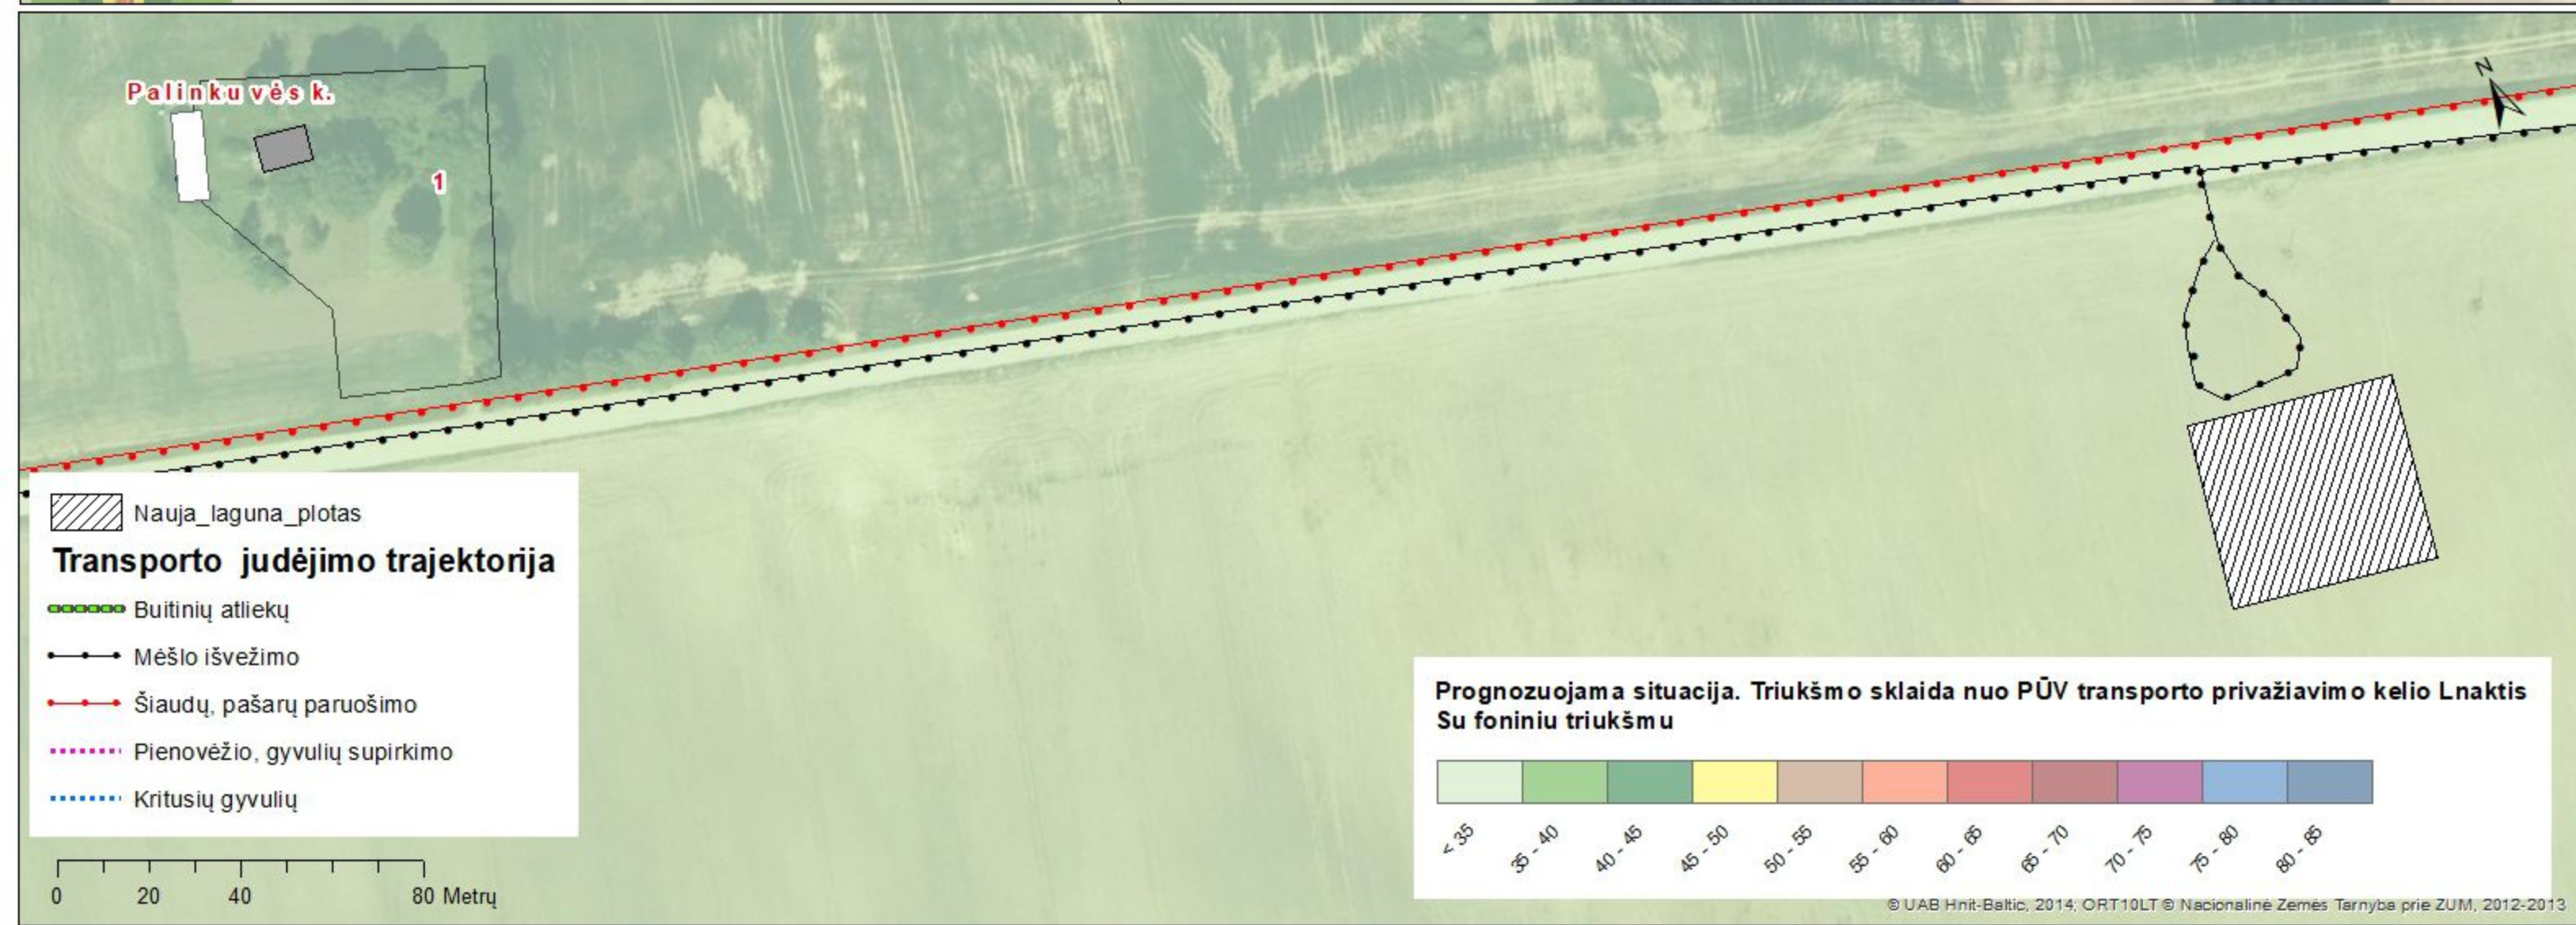 Palinkuvės k.
1
N
Nauja_laguna_plotas
Transporto judėjimo trajektorija
Buitinių atliekų
Mėšlo išvežimo
Šiaudų, pašarų paruošimo
Pienovėžio, gyvulių supirkimo
Kritusių gyvulių
0 20 40 80 Metrų
Prognozuojama situacija. Triukšmo sklaida nuo PŪV transporto privažiavimo kelio Lnaktis
Su foniniu triukšmu
< 35 35 - 40 40 - 45 45 - 50 50 - 55 55 - 60 60 - 65 65 - 70 70 - 75 75 - 80 80 - 85
© UAB Hnit-Baltic, 2014; ORT10LT © Nacionalinė Žemės Tarnyba prie ŽŪM, 2012-2013